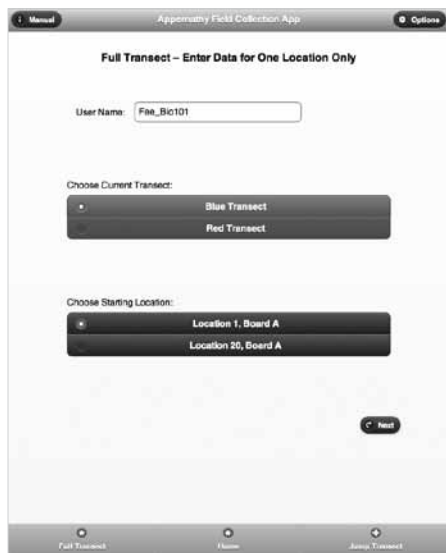 Manual
Appernathy Field Collection App
Options
Full Transect – Enter Data for One Location Only
User Name: Fae_Bio101
Choose Current Transect:
Blue Transect
Red Transect
Choose Starting Location:
Location 1, Board A
Location 20, Board A
Next
Full Transect
Home
Jump Transect